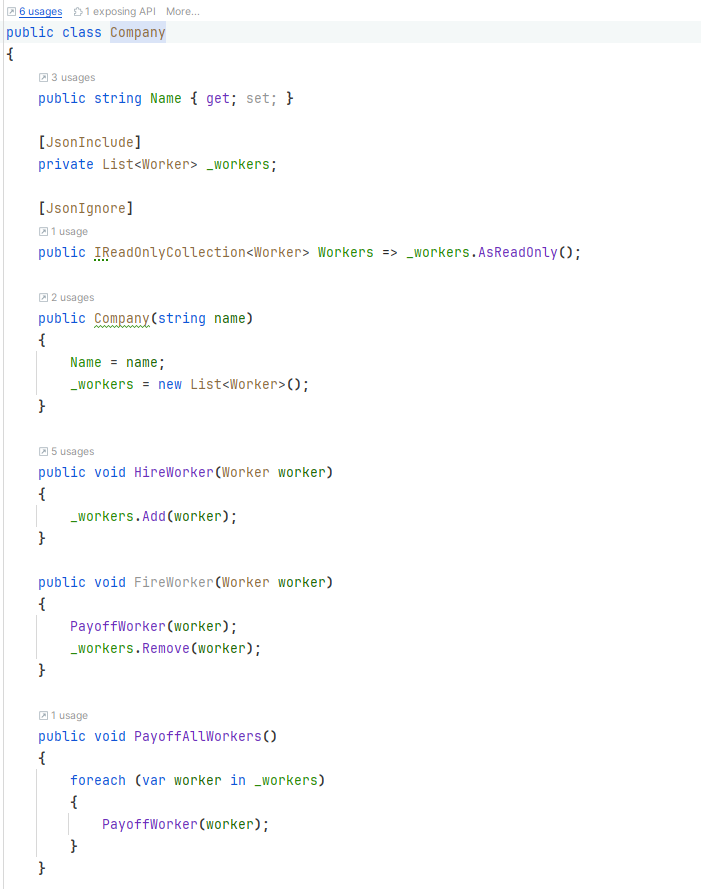 6 usages 1 exposing API More...
public class Company
{
3 usages
public string Name { get; set; }
[JsonInclude]
private List<Worker> _workers;
[JsonIgnore]
1 usage
public IReadOnlyCollection<Worker> Workers => _workers.AsReadOnly();
2 usages
public Company(string name)
{
Name = name;
_workers = new List<Worker>();
}
5 usages
public void HireWorker(Worker worker)
{
_workers.Add(worker);
}
public void FireWorker(Worker worker)
{
PayoffWorker(worker);
_workers.Remove(worker);
}
1 usage
public void PayoffAllWorkers()
{
foreach (var worker in _workers)
{
PayoffWorker(worker);
}
}